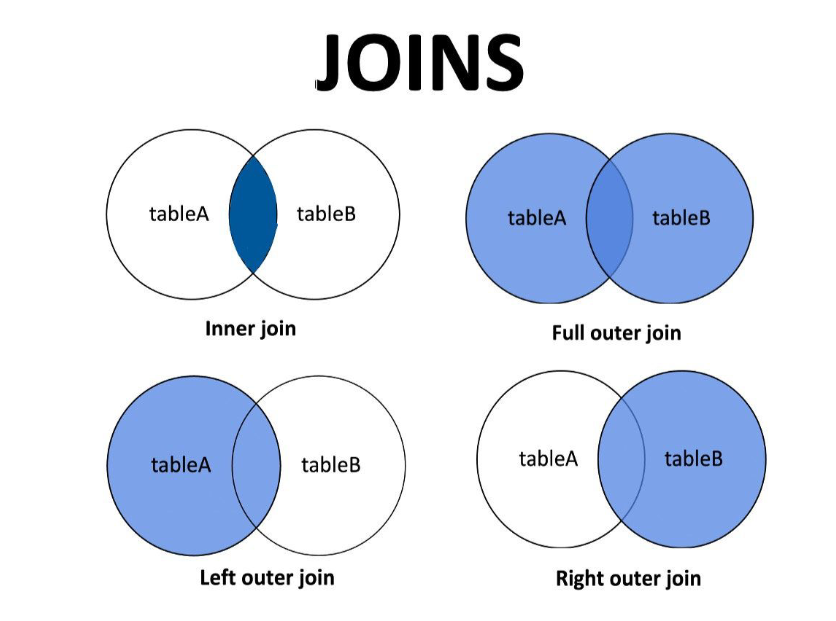 JOINS
tableA
tableB
Inner join
tableA
tableB
Full outer join
tableA
tableB
Left outer join
tableA
tableB
Right outer join